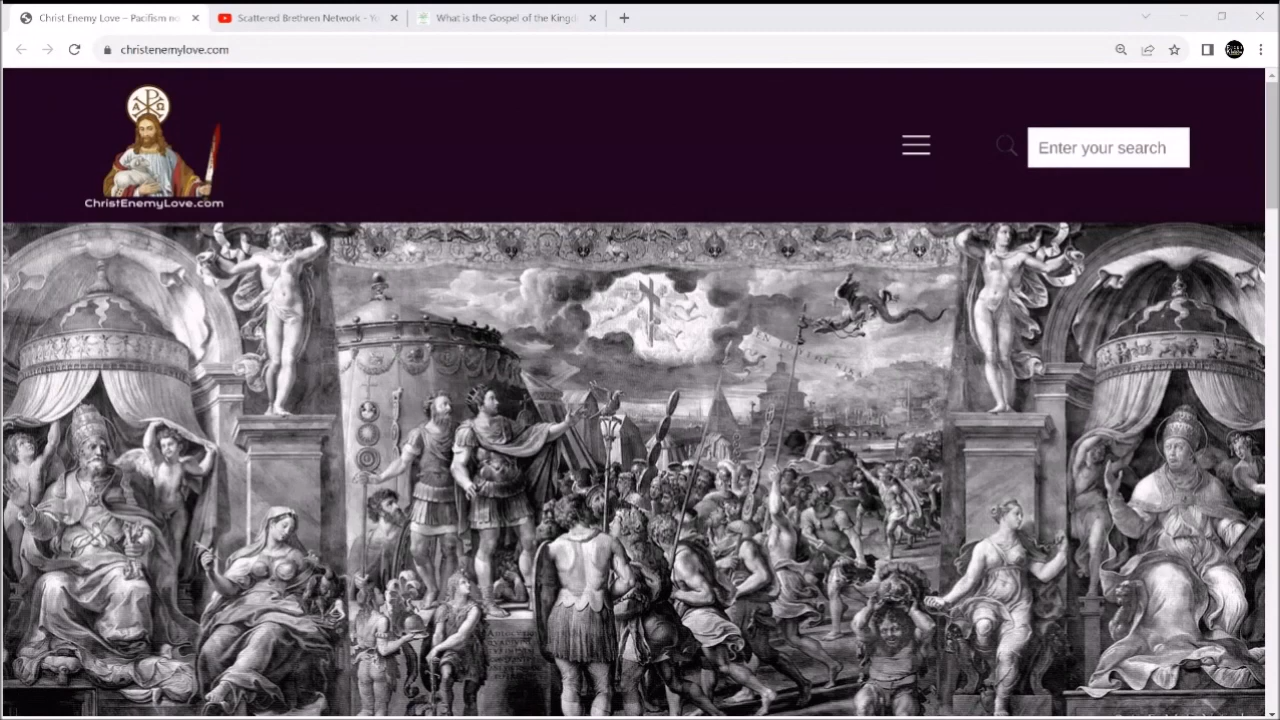 Christ Enemy Love – Pacifism no
Scattered Brethren Network - Yo
What is the Gospel of the Kingd
christenemylove.com
P
Α Ω
ChristEnemyLove.com
Enter your search